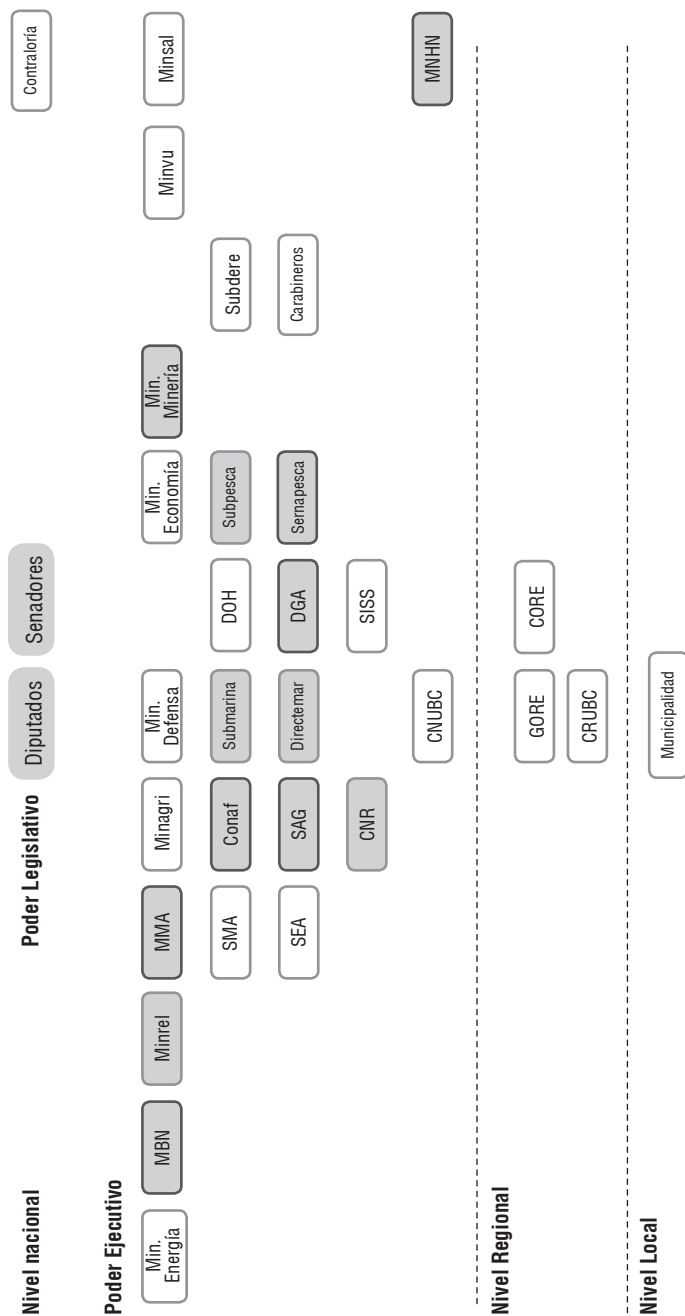 Nivel nacional
Poder Legislativo
Diputados
Senadores
Contraloría
Poder Ejecutivo
Min.
Energía
MBN
Minrel
MMA
Minagri
Min.
Defensa
Min.
Economía
Min.
Minería
Minvu
Minsal
SMA
Conaf
Submarina
DOH
Subpesca
Subdere
SEA
SAG
Directemar
DGA
Sernapesca
Carabineros
CNR
SISS
CNUBC
MNHN
Nivel Regional
GORE
CORE
CRUBC
Nivel Local
Municipalidad